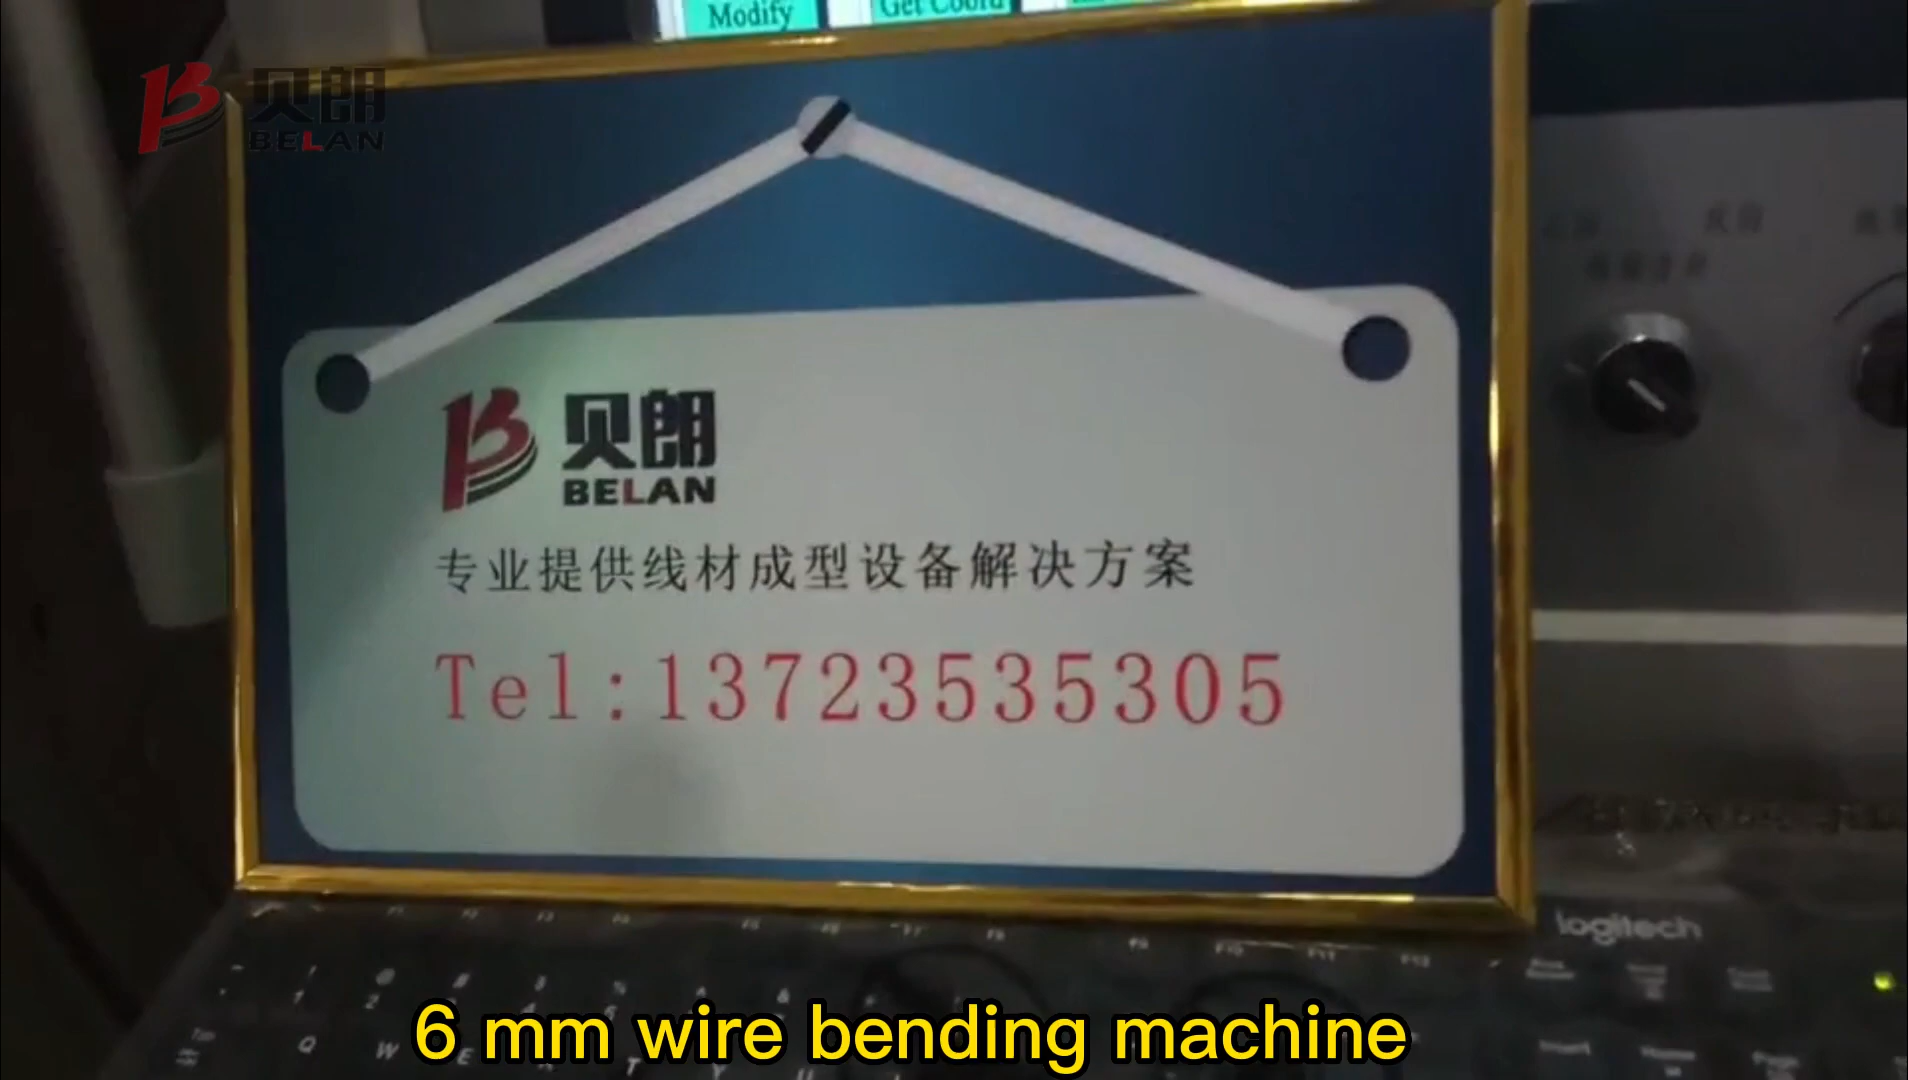 Modify
Get Coord
贝朗
BELAN
贝朗
BELAN
专业提供线材成型设备解决方案
Tel:13723535305
logitech
6 mm wire bending machine